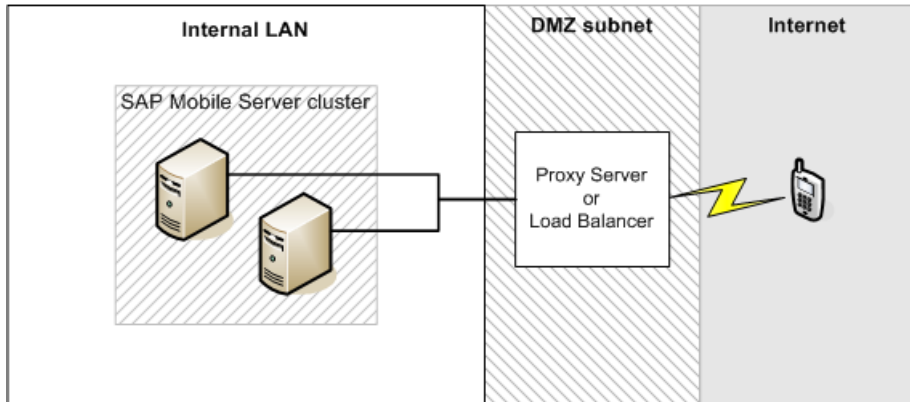 Internal LAN
DMZ subnet
Internet
SAP Mobile Server cluster
Proxy Server
or
Load Balancer